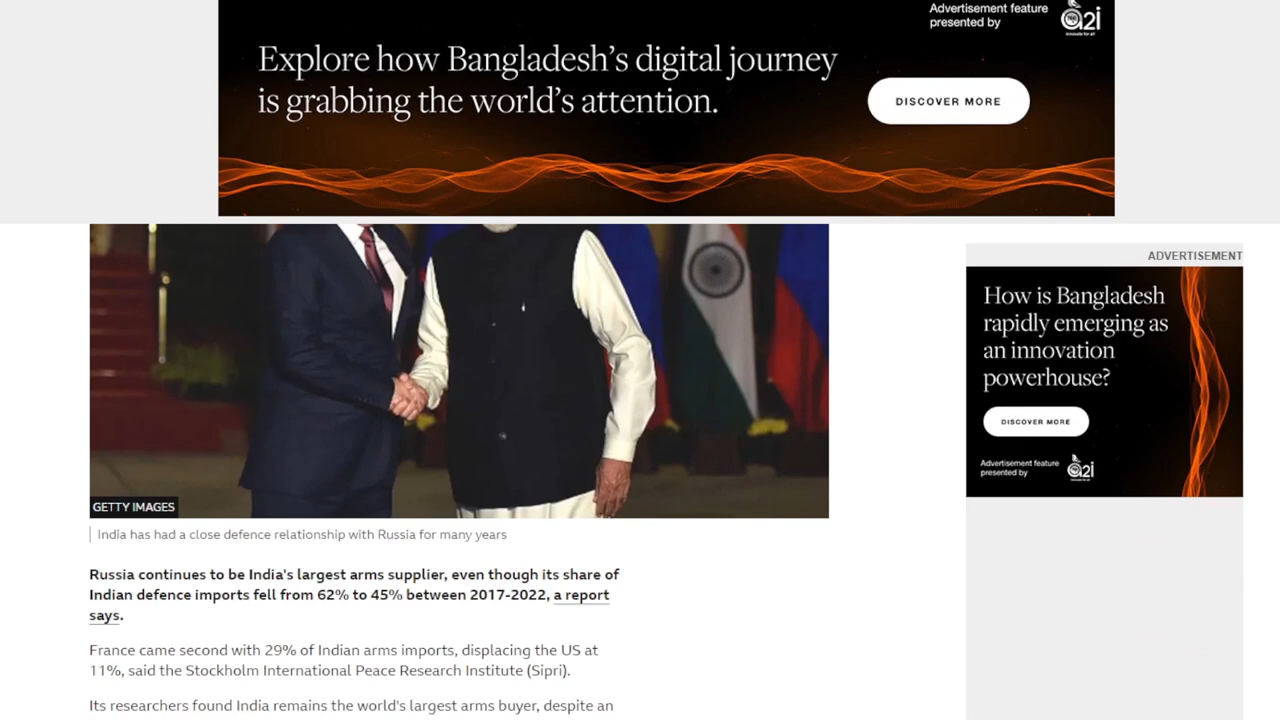 Advertisement feature
presented by
a2i
Explore how Bangladesh's digital journey
is grabbing the world's attention.
DISCOVER MORE
ADVERTISEMENT
How is Bangladesh
rapidly emerging as
an innovation
powerhouse?
DISCOVER MORE
Advertisement feature
presented by
a2i
GETTY IMAGES
India has had a close defence relationship with Russia for many years
Russia continues to be India's largest arms supplier, even though its share of
Indian defence imports fell from 62% to 45% between 2017-2022, a report
says.
France came second with 29% of Indian arms imports, displacing the US at
11%, said the Stockholm International Peace Research Institute (Sipri).
Its researchers found India remains the world's largest arms buyer, despite an